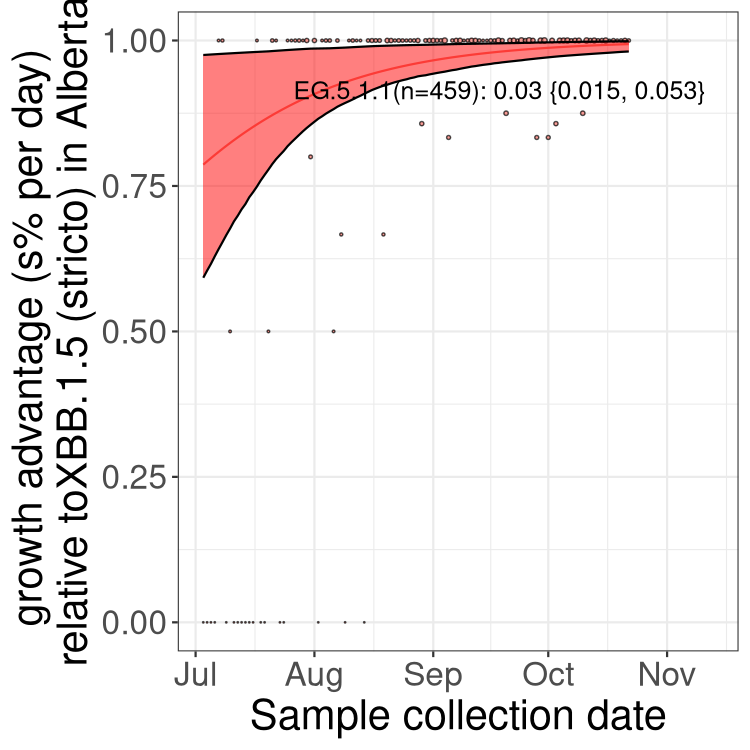 growth advantage (s% per day)
relative toXBB.1.5 (stricto) in Alberta
1.00
0.75
0.50
0.25
0.00
EG.5.1.1(n=459): 0.03 {0.015, 0.053}
Jul Aug Sep Oct Nov
Sample collection date